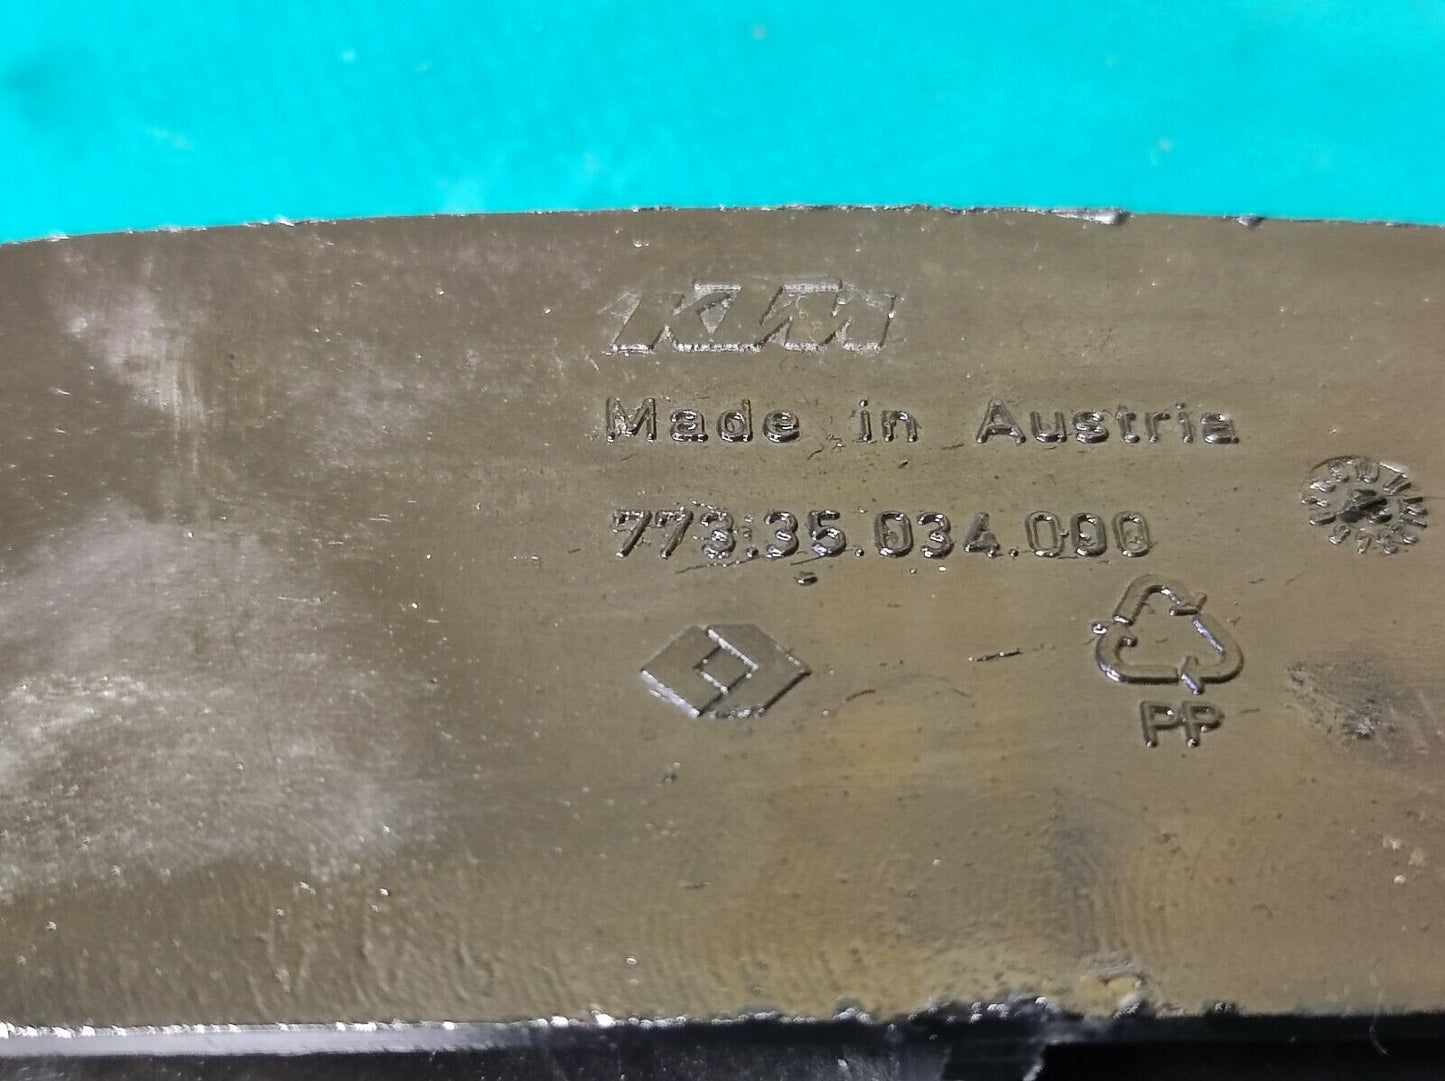 KTM
Made in Austria
773.35.034.000
PP